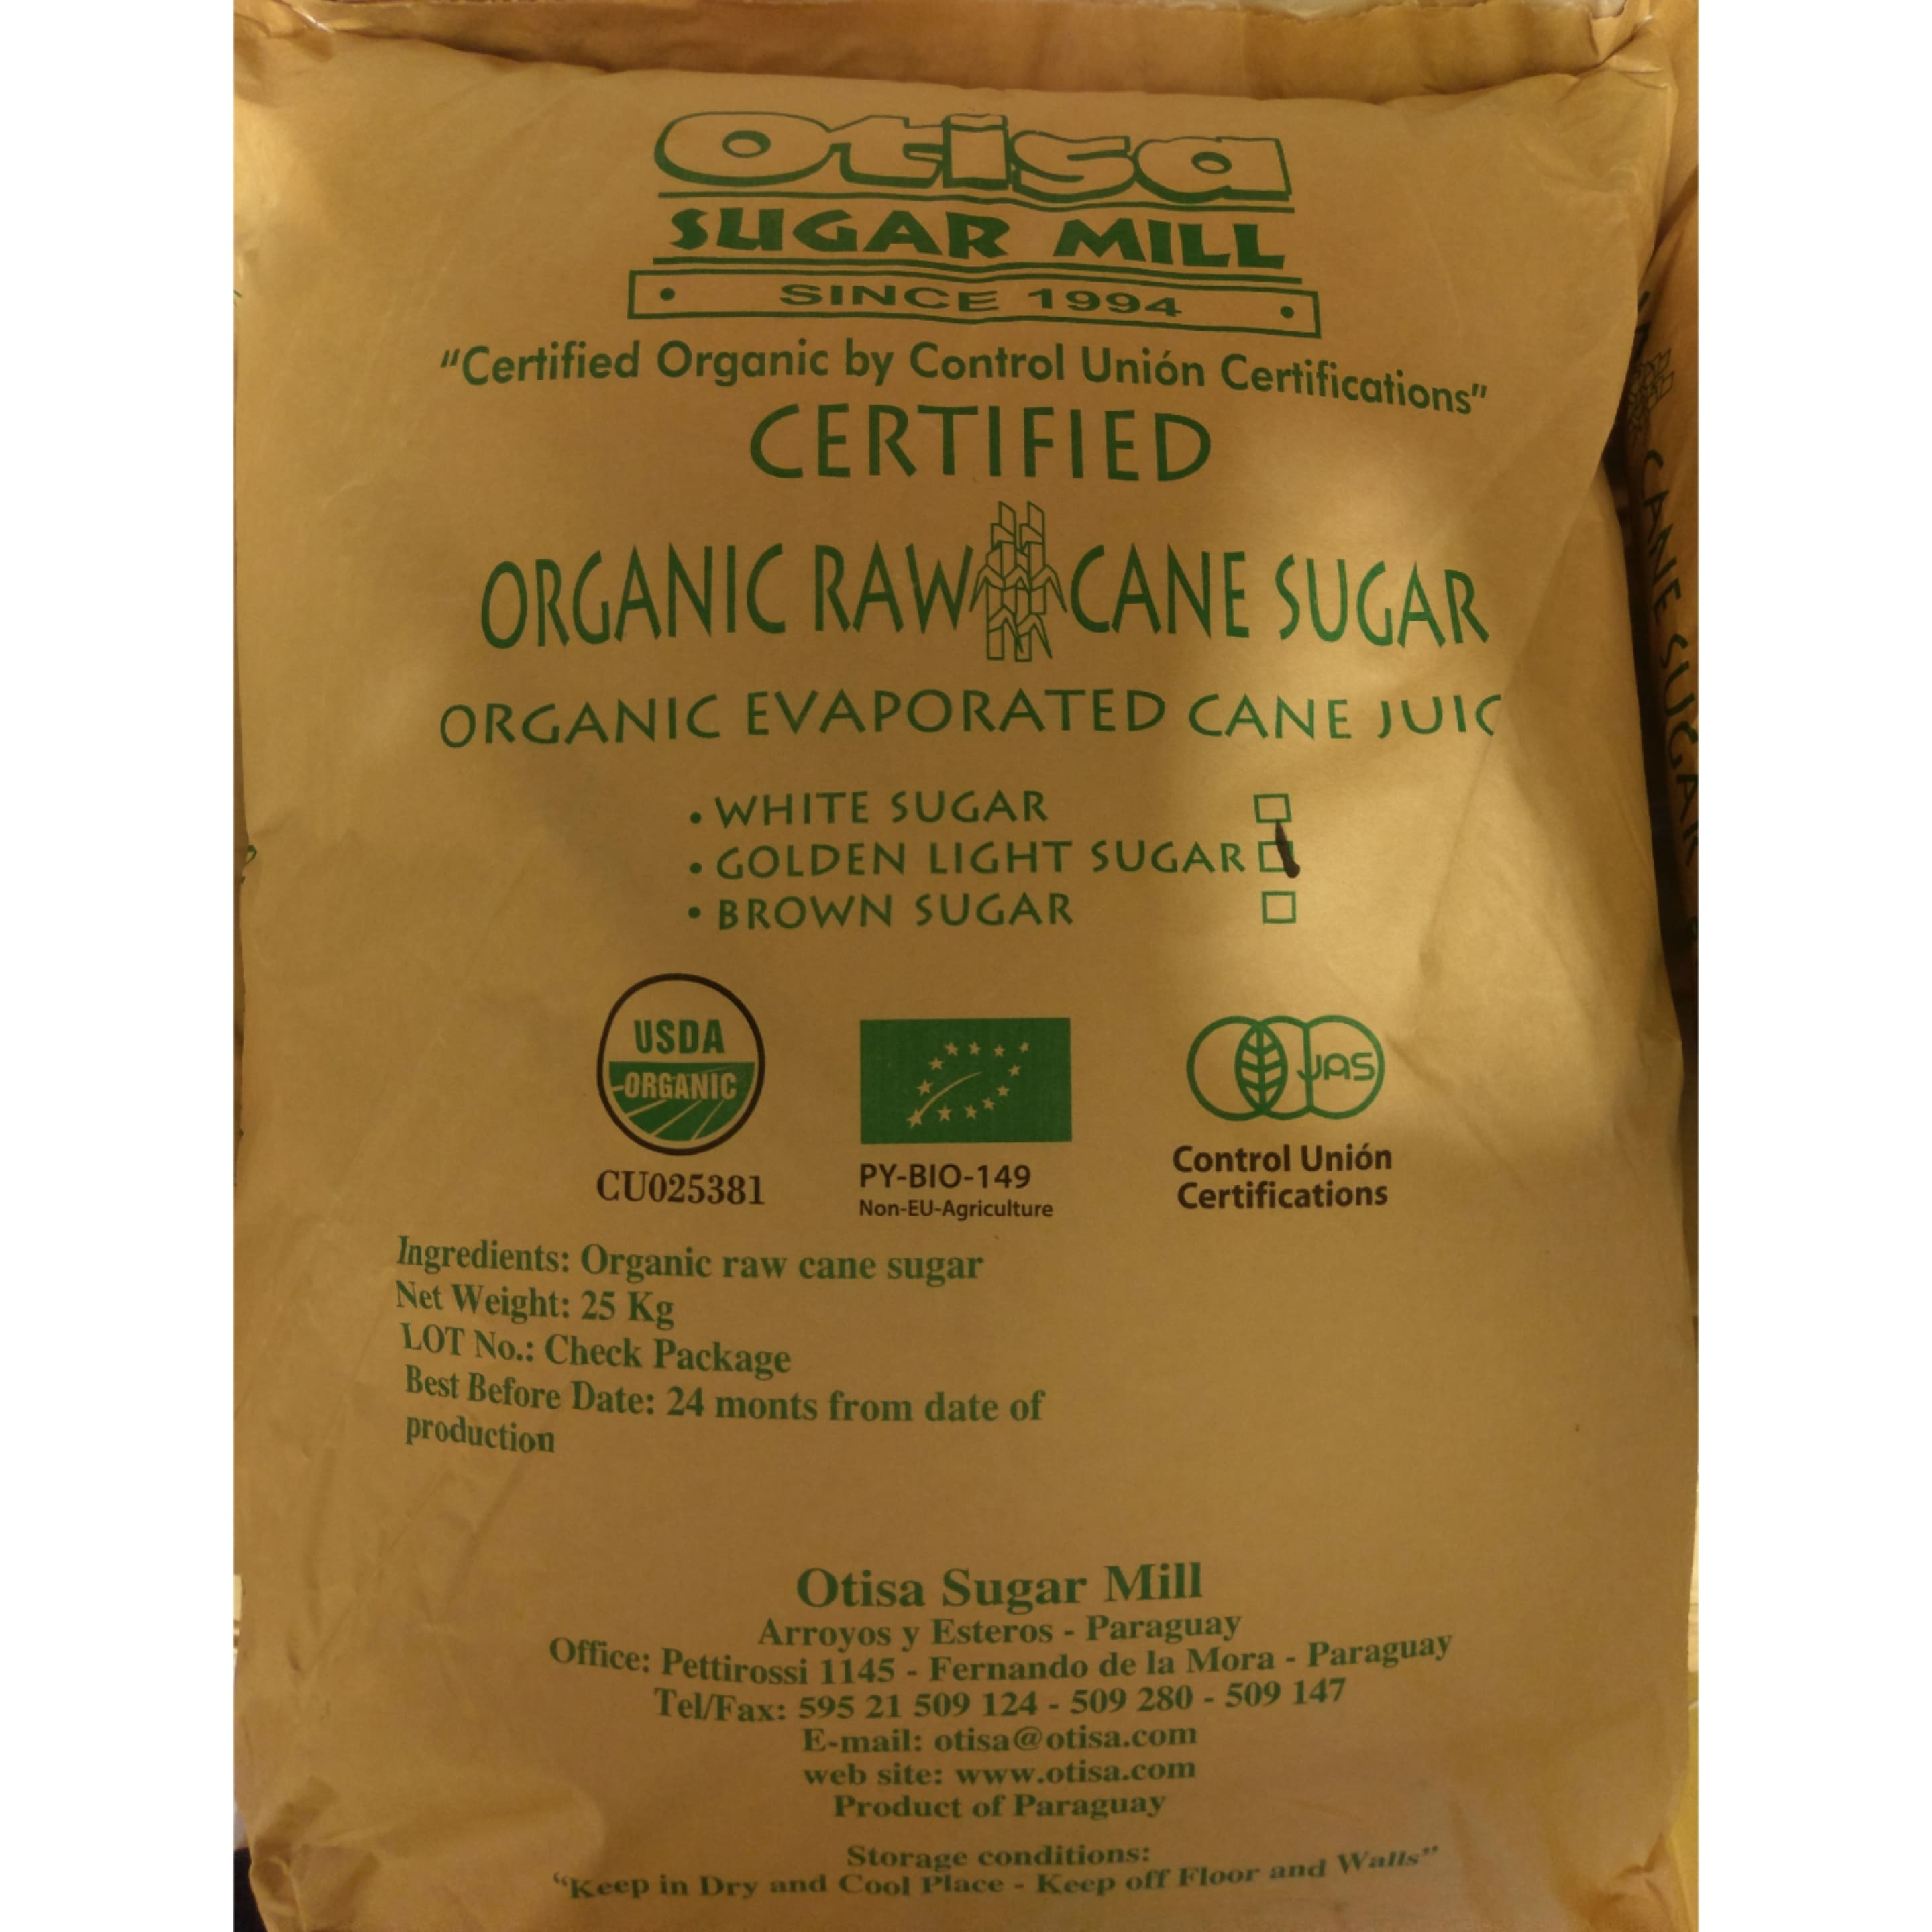 Otisa
SUGAR MILL
SINCE 1994
“Certified Organic by Control Unión Certifications”
CERTIFIED
ORGANIC RAW CANE SUGAR
ORGANIC EVAPORATED CANE JUIC
• WHITE SUGAR
• GOLDEN LIGHT SUGAR
• BROWN SUGAR
USDA
ORGANIC
CU025381
PY-BIO-149
Non-EU-Agriculture
JAS
Control Unión
Certifications
Ingredients: Organic raw cane sugar
Net Weight: 25 Kg
LOT No.: Check Package
Best Before Date: 24 monts from date of
production
Otisa Sugar Mill
Arroyos y Esteros - Paraguay
Office: Pettirossi 1145 - Fernando de la Mora - Paraguay
Tel/Fax: 595 21 509 124 - 509 280 - 509 147
E-mail: otisa@otisa.com
web site: www.otisa.com
Product of Paraguay
Storage conditions:
“Keep in Dry and Cool Place - Keep off Floor and Walls”
CANE SUGAR